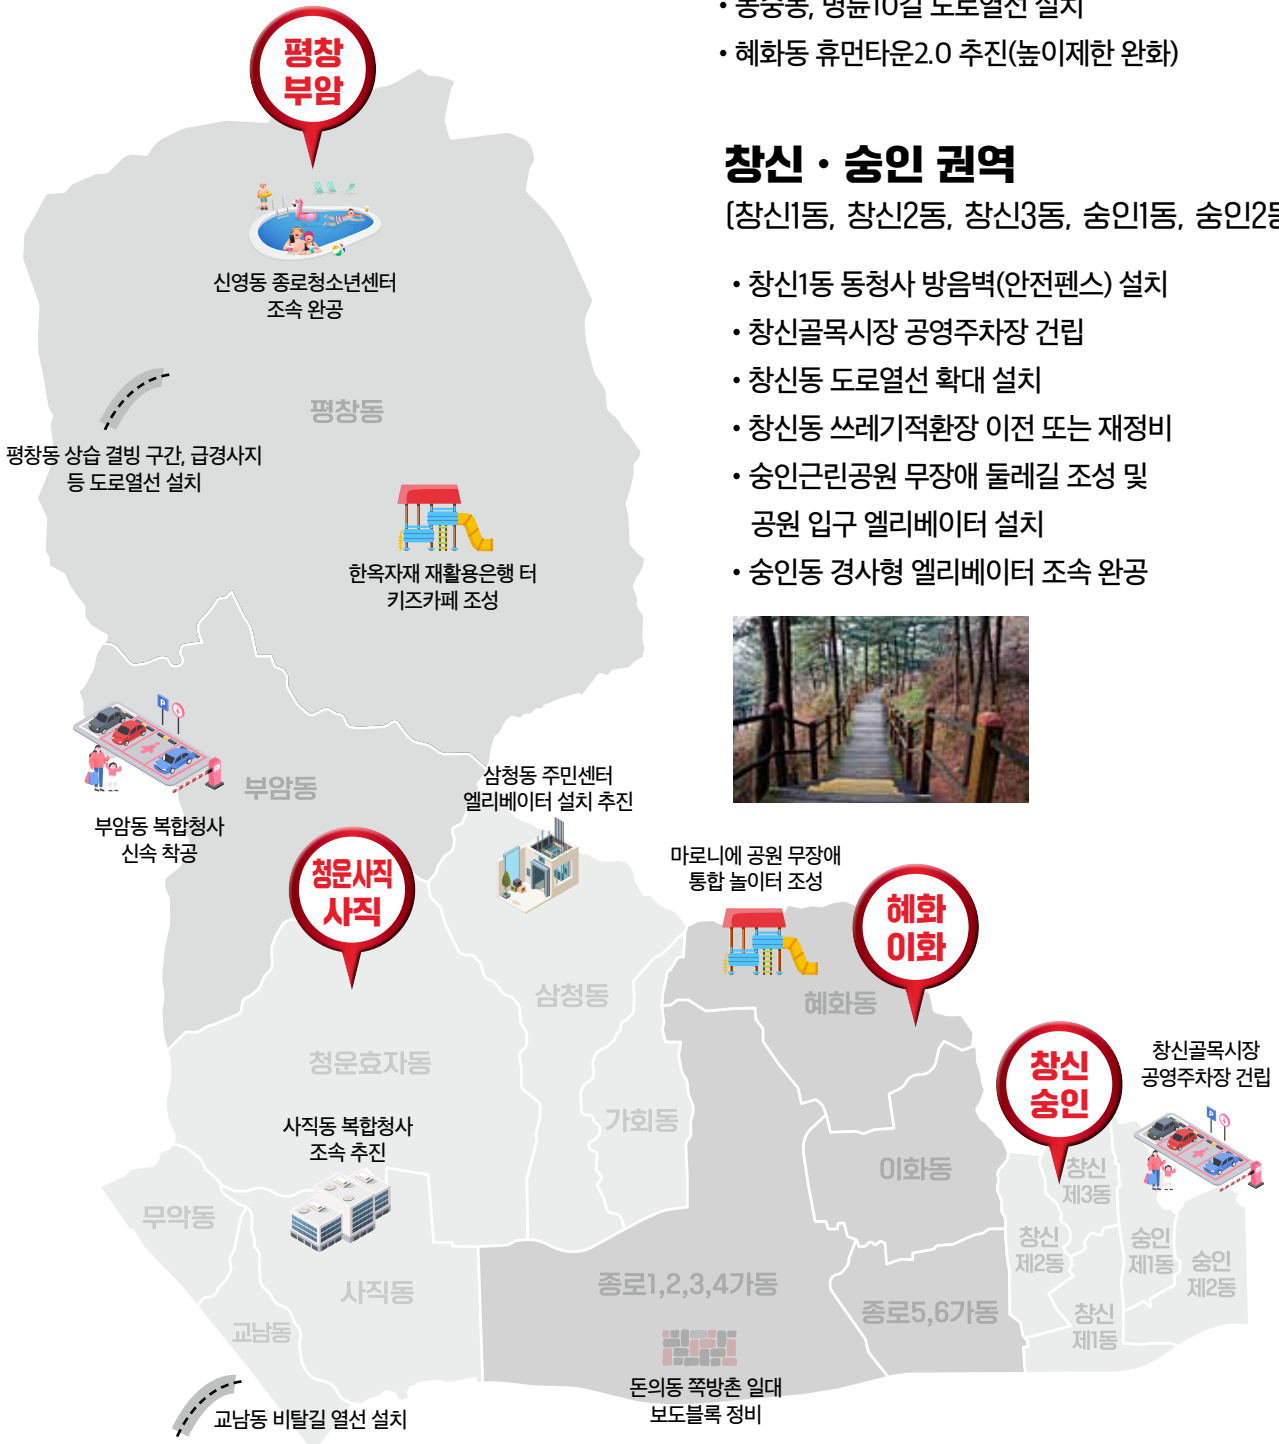 • 동숭동, 명륜10길 도로열선 설치
• 혜화동 휴먼타운2.0 추진(높이제한 완화)
창신 · 숭인 권역
(창신1동, 창신2동, 창신3동, 숭인1동, 숭인2동
• 창신1동 동청사 방음벽(안전펜스) 설치
• 창신골목시장 공영주차장 건립
• 창신동 도로열선 확대 설치
• 창신동 쓰레기적환장 이전 또는 재정비
• 숭인근린공원 무장애 둘레길 조성 및
공원 입구 엘리베이터 설치
• 숭인동 경사형 엘리베이터 조속 완공
평창
부암
신영동 종로청소년센터
조속 완공
평창동
평창동 상습 결빙 구간, 급경사지
등 도로열선 설치
한옥자재 재활용은행 터
키즈카페 조성
부암동
부암동 복합청사
신속 착공
삼청동 주민센터
엘리베이터 설치 추진
청운사직
사직
마로니에 공원 무장애
통합 놀이터 조성
혜화
이화
삼청동
혜화동
청운효자동
창신
숭인
창신골목시장
공영주차장 건립
사직동 복합청사
조속 추진
가회동
이화동
창신
제3동
무악동
창신
제2동
숭인
제1동
숭인
제2동
사직동
종로1,2,3,4가동
종로5,6가동
창신
제1동
교남동
돈의동 쪽방촌 일대
보도블록 정비
교남동 비탈길 열선 설치